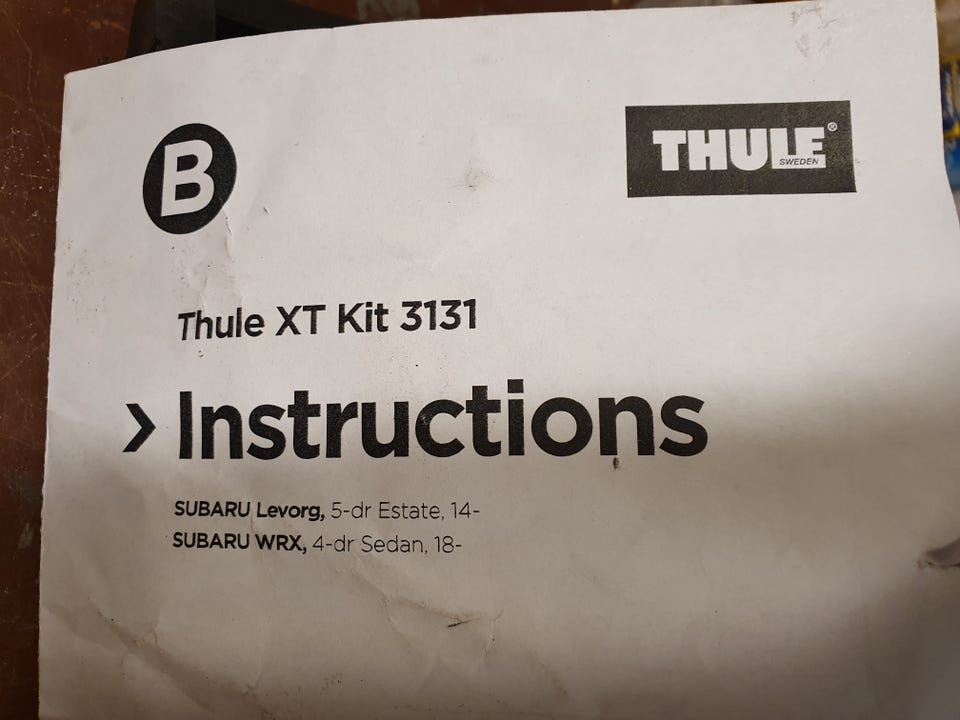 B
THULE®
SWEDEN
Thule XT Kit 3131
› Instructions
SUBARU Levorg, 5-dr Estate, 14-
SUBARU WRX, 4-dr Sedan, 18-